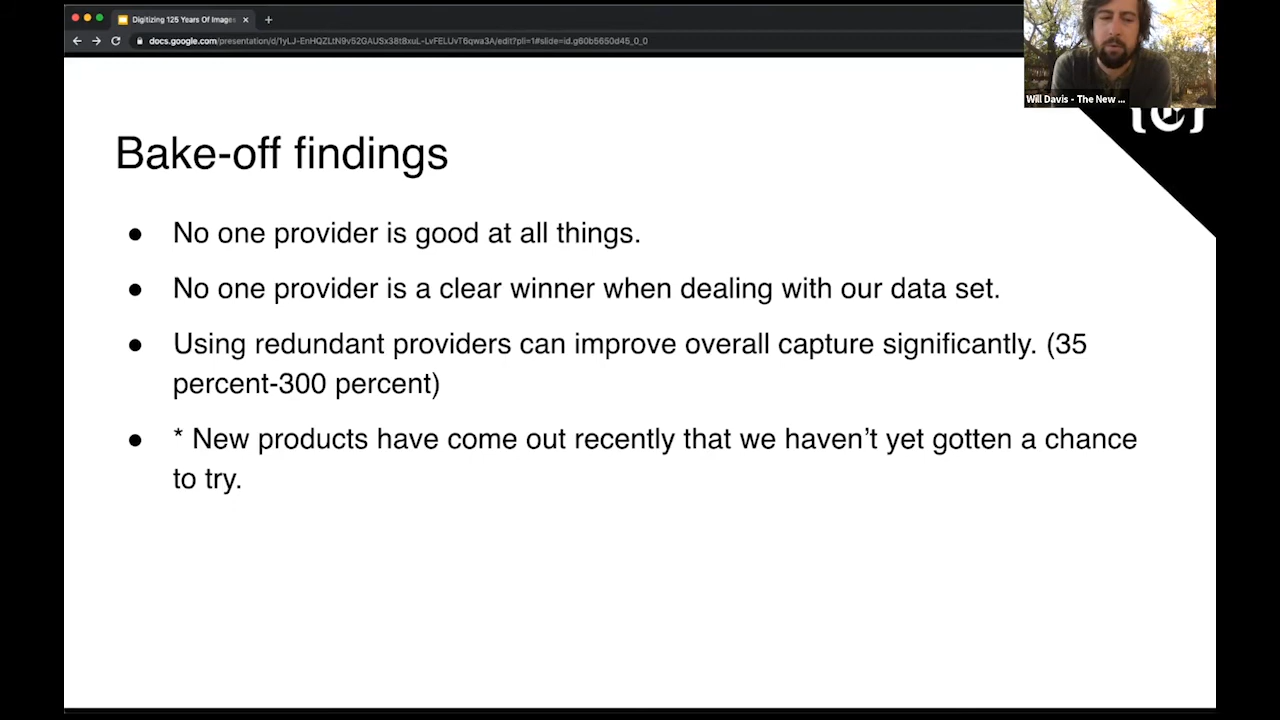 Digitizing 125 Years Of Image
docs.google.com/presentation/d/1yLJ-EnHQZLtN9v52GAUSx38t8xuL-LvFELUvT6qwa3A/edit?pli=1#slide=id.g60b5650d45_0_0
Will Davis - The New ...
Bake-off findings
● No one provider is good at all things.
● No one provider is a clear winner when dealing with our data set.
● Using redundant providers can improve overall capture significantly. (35
percent-300 percent)
● * New products have come out recently that we haven’t yet gotten a chance
to try.